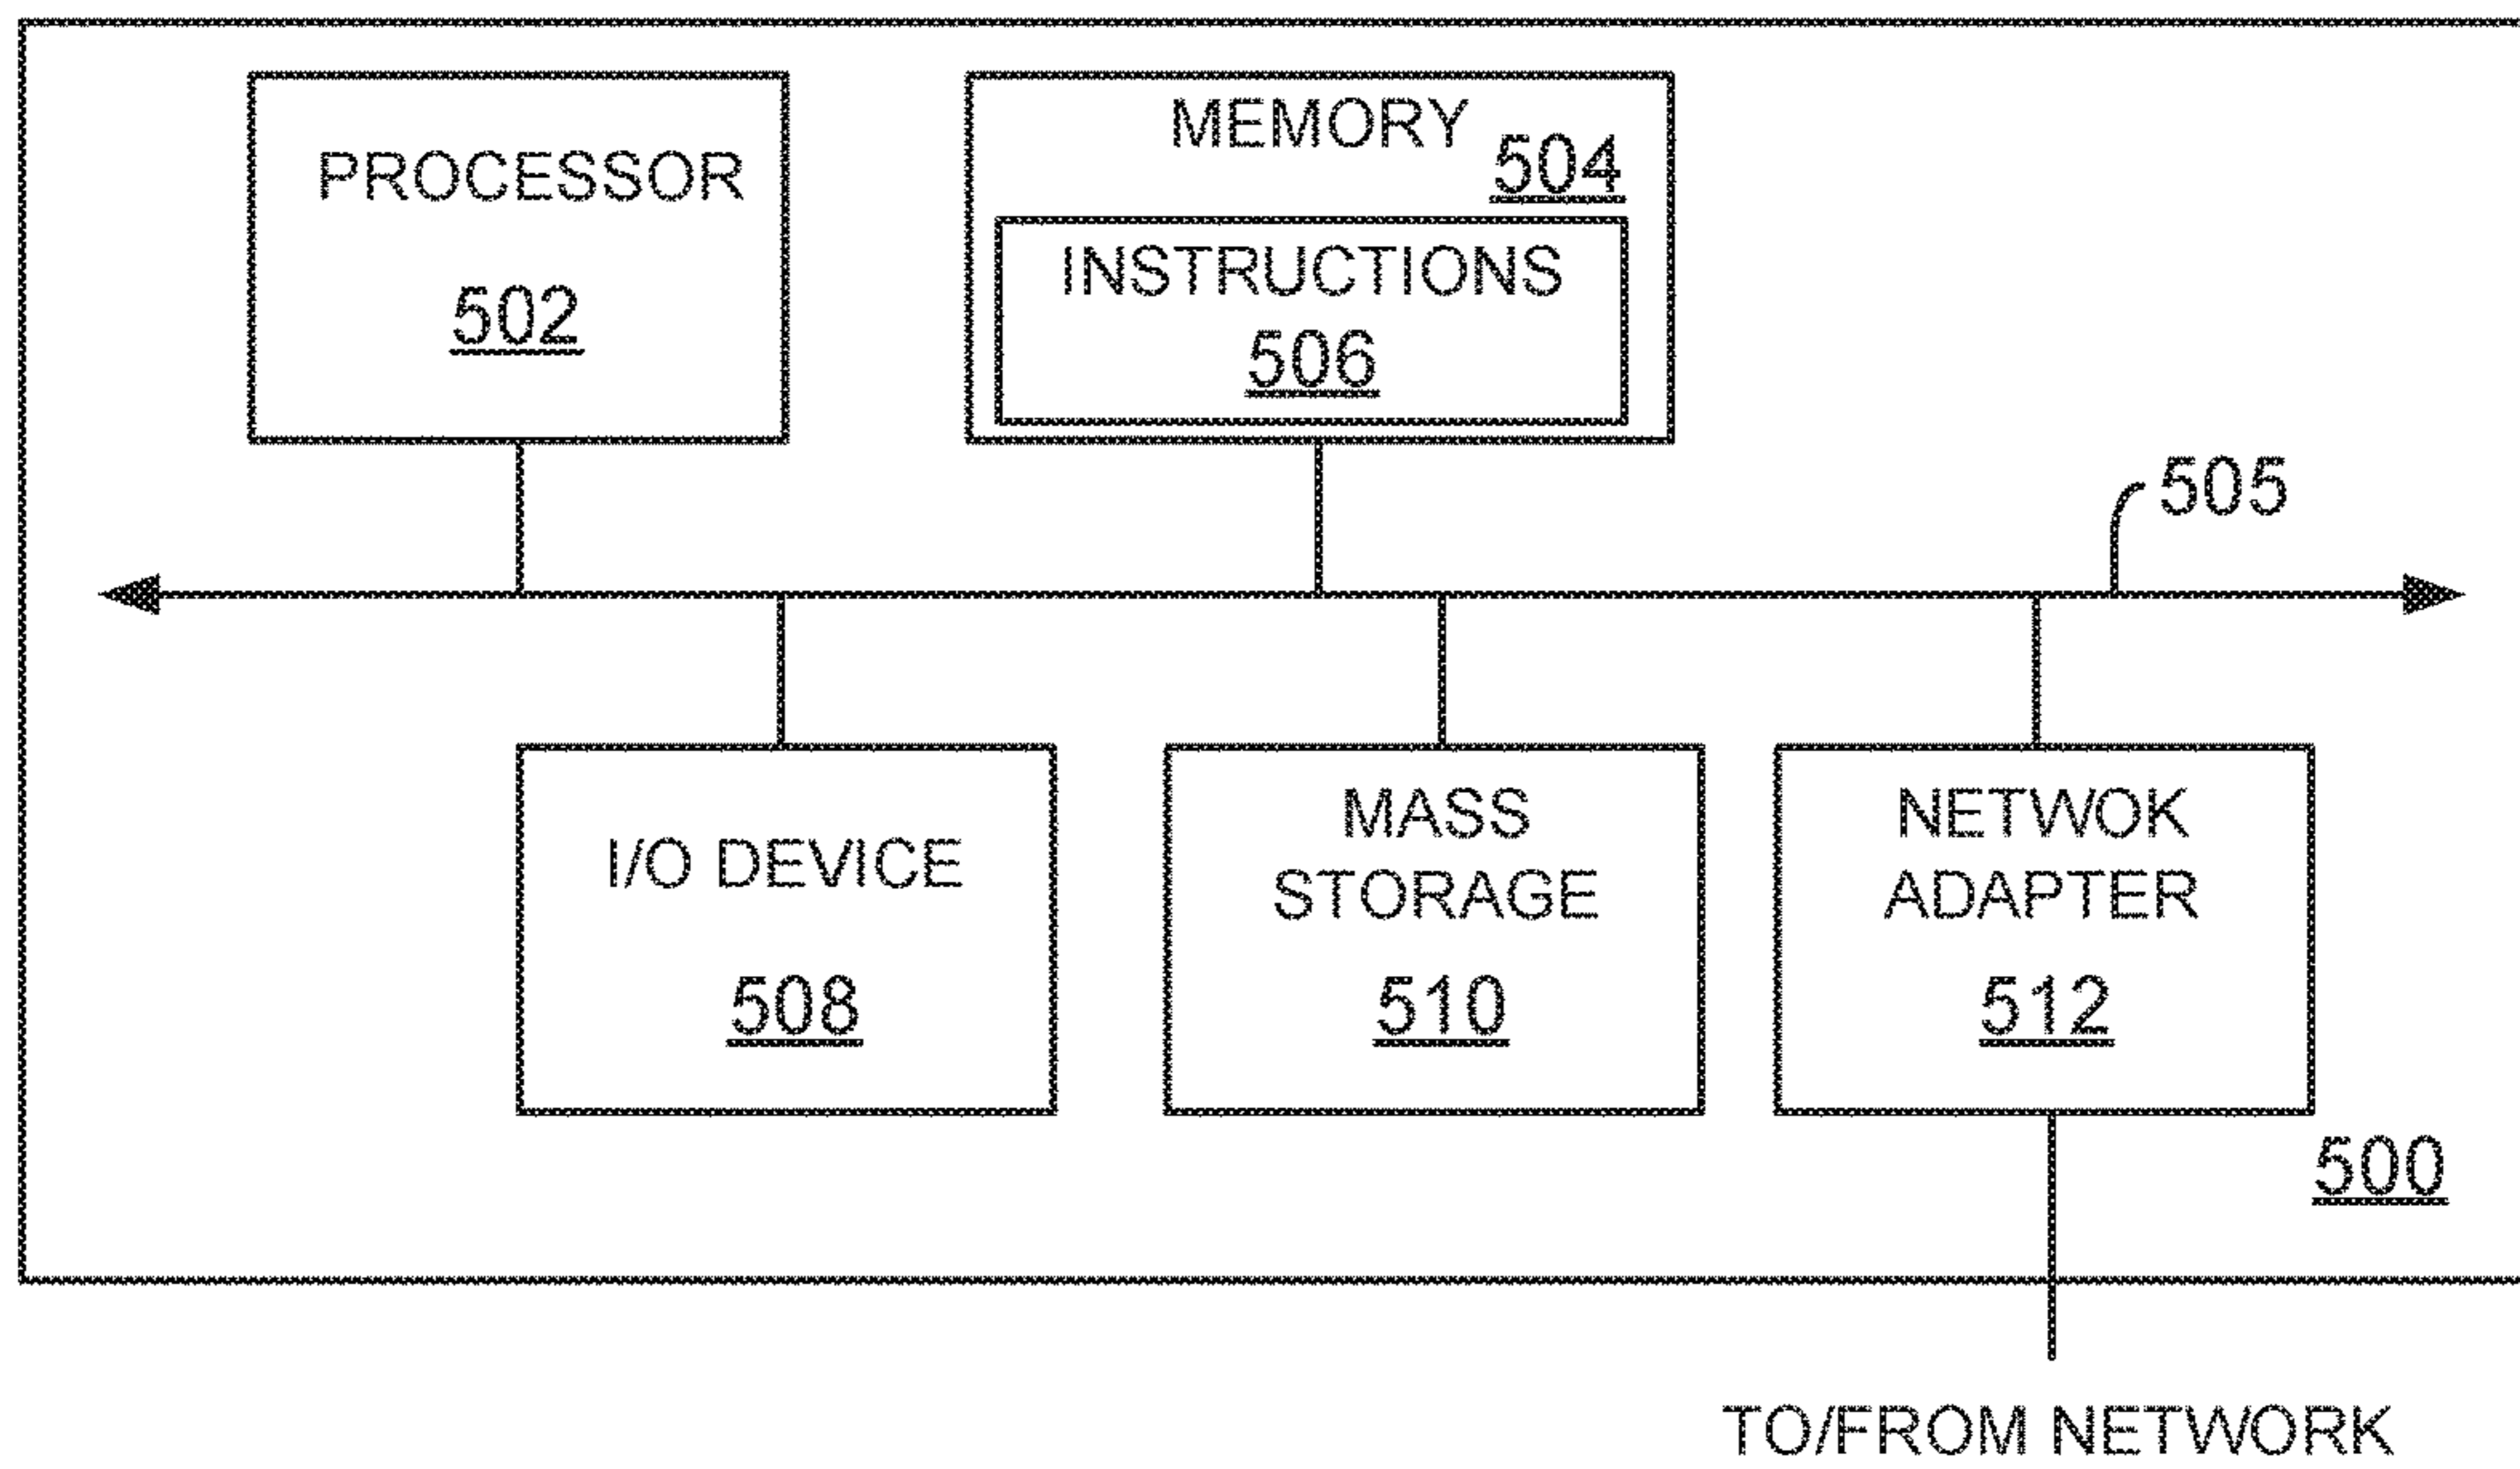 PROCESSOR
502
MEMORY
504
INSTRUCTIONS
506
505
I/O DEVICE
508
MASS
STORAGE
510
NETWOK
ADAPTER
512
500
TO/FROM NETWORK